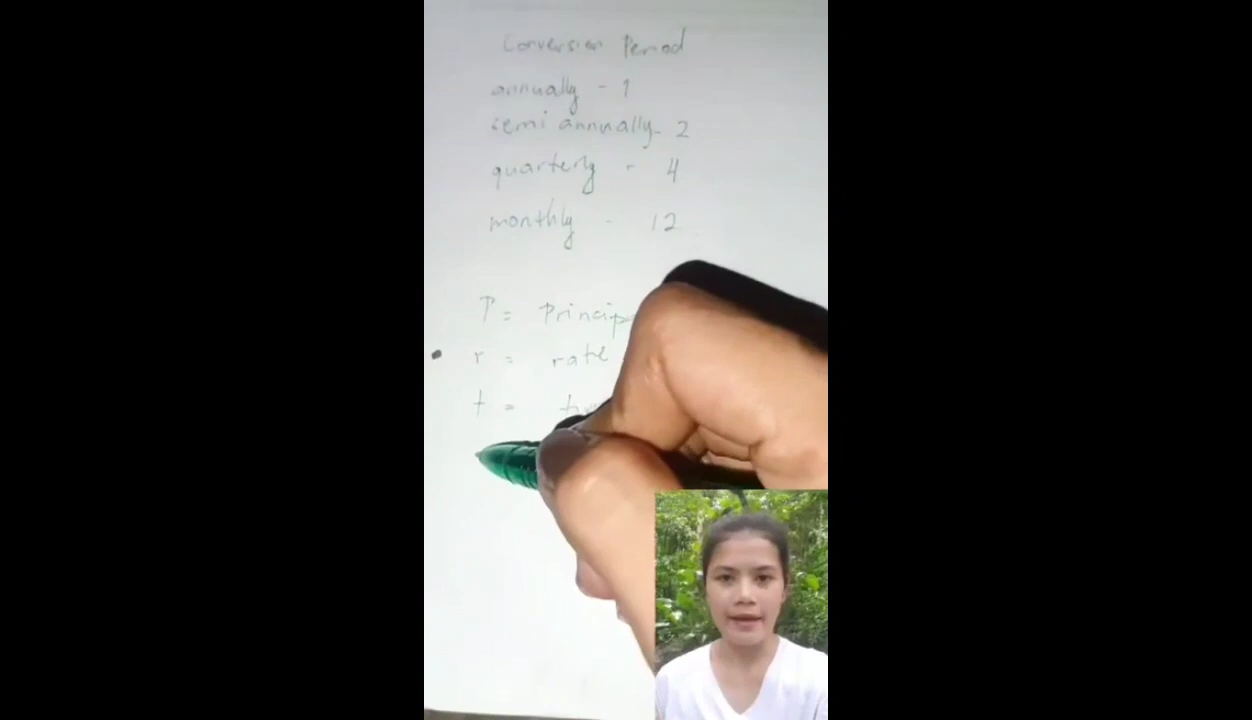 Conversion Period
annually - 1
semi annually - 2
quarterly - 4
monthly - 12
P = Princip
r = rate
t =